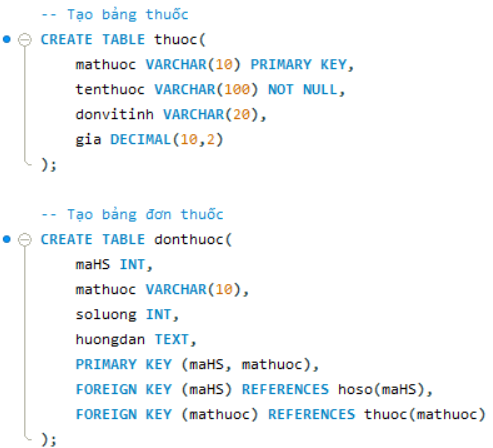 -- Tạo bảng thuốc
CREATE TABLE thuoc(
mathuoc VARCHAR(10) PRIMARY KEY,
tenthuoc VARCHAR(100) NOT NULL,
donvitinh VARCHAR(20),
gia DECIMAL(10,2)
);
-- Tạo bảng đơn thuốc
CREATE TABLE donthuoc(
maHS INT,
mathuoc VARCHAR(10),
soluong INT,
huongdan TEXT,
PRIMARY KEY (maHS, mathuoc),
FOREIGN KEY (maHS) REFERENCES hoso(maHS),
FOREIGN KEY (mathuoc) REFERENCES thuoc(mathuoc)
);